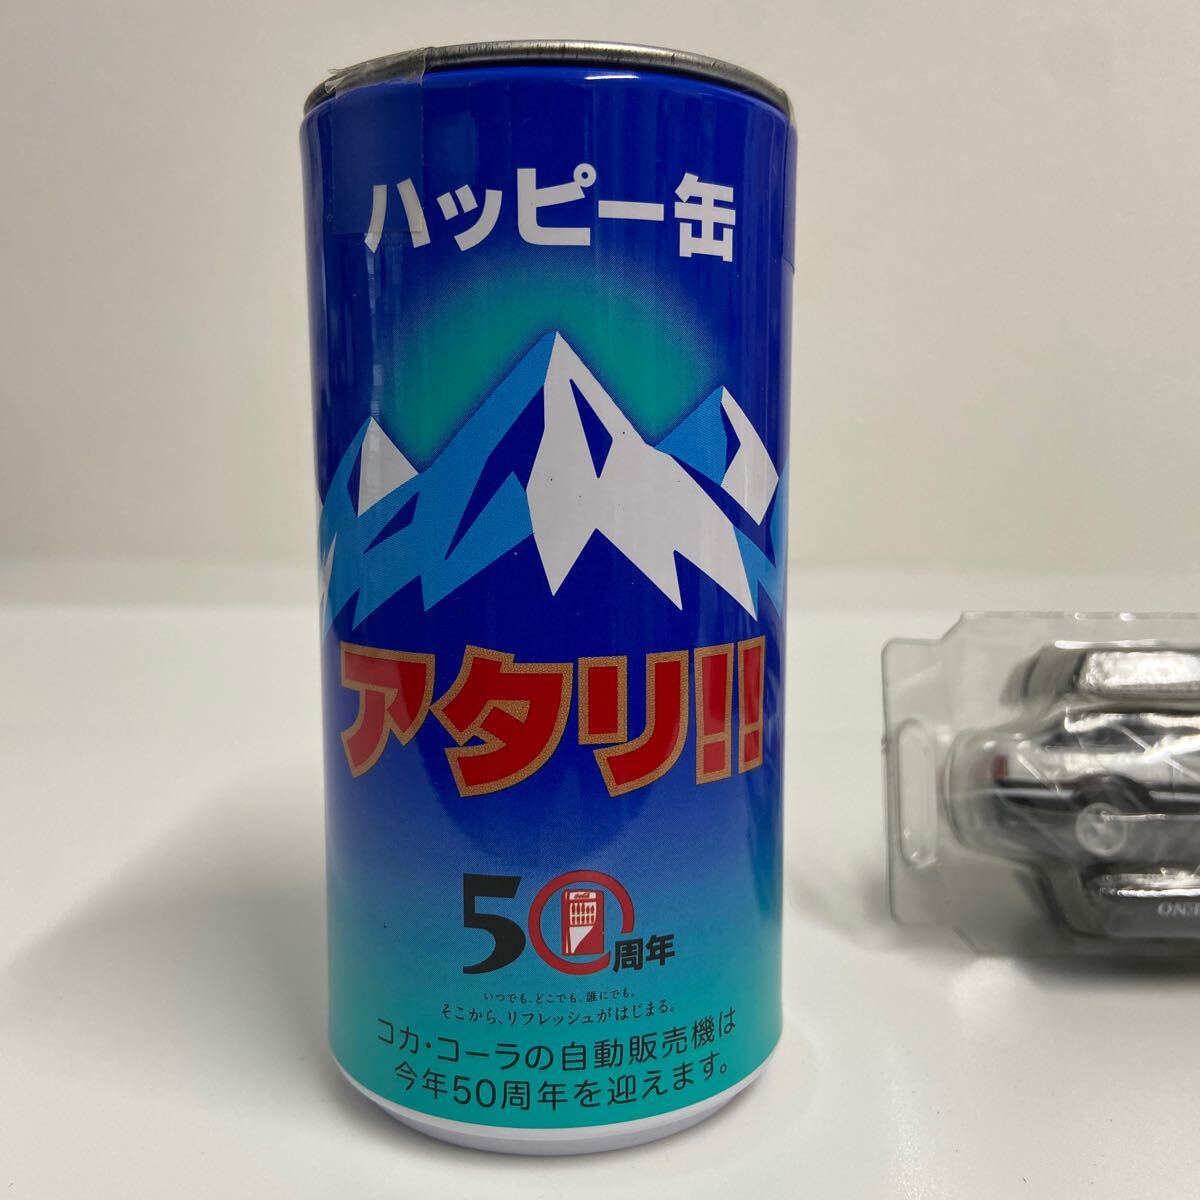 ハッピー缶
アタリ!!
50周年
いつでも、どこでも、誰にでも。
そこから、リフレッシュがはじまる。
コカ・コーラの自動販売機は
今年50周年を迎えます。